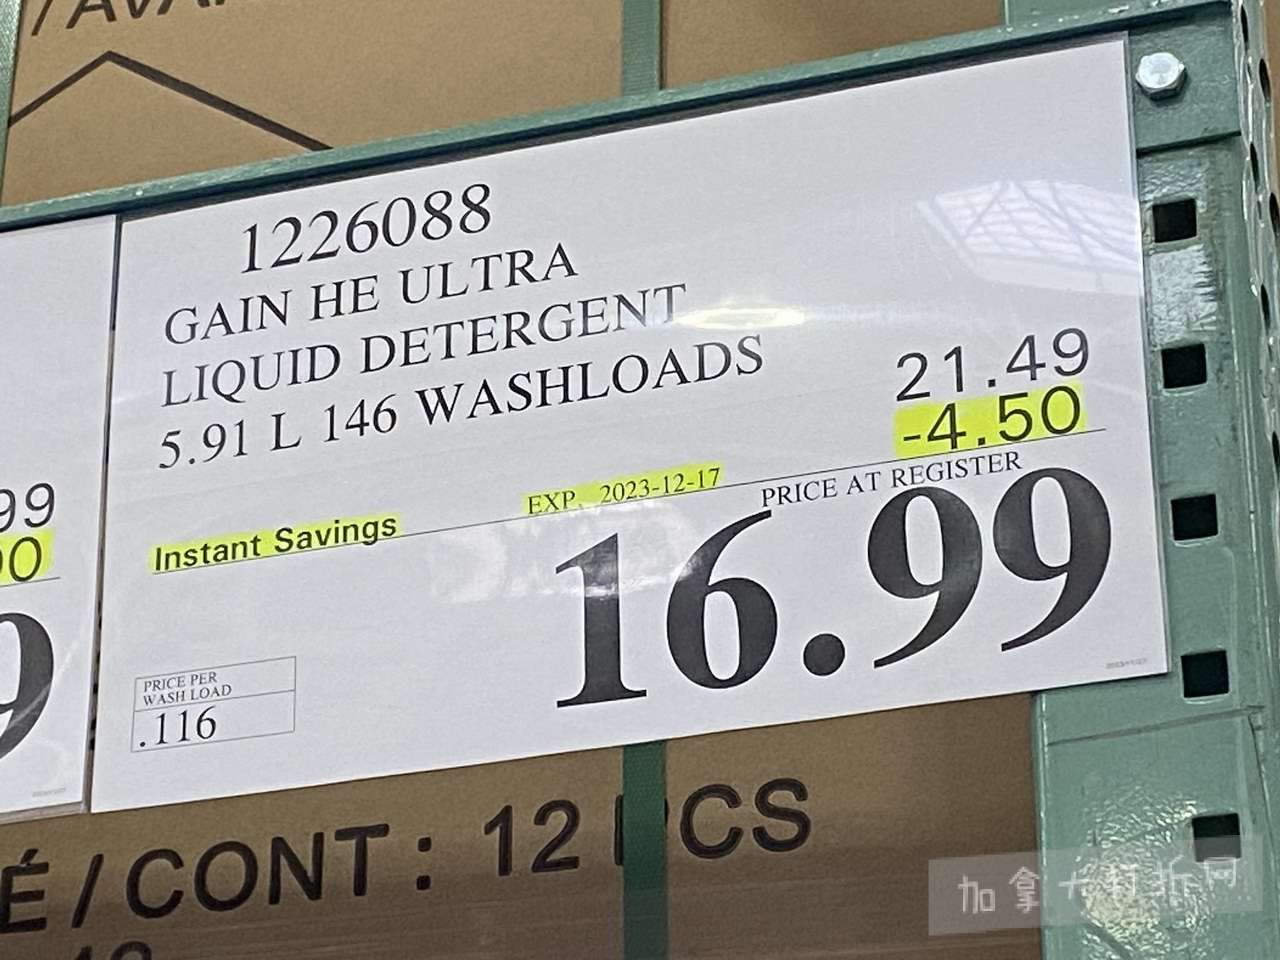 1226088
GAIN HE ULTRA
LIQUID DETERGENT
5.91 L 146 WASHLOADS
21.49
-4.50
Instant Savings
EXP. 2023-12-17
PRICE AT REGISTER
16.99
PRICE PER
WASH LOAD
.116
99
00
9
É / CONT : 12 PCS
加拿大打折网